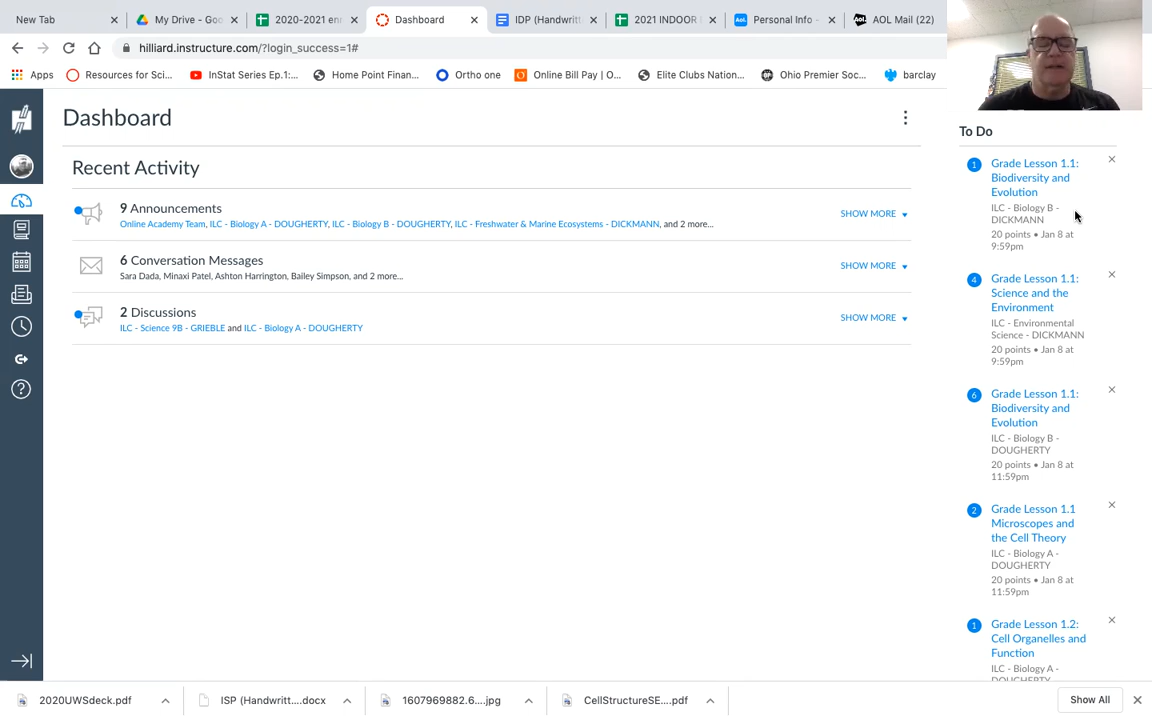 New Tab
My Drive - Goo
2020-2021 enr
Dashboard
IDP (Handwritt
2021 INDOOR
Personal Info -
AOL Mail (22)
hilliard.instructure.com/?login_success=1#
Apps
Resources for Sci...
InStat Series Ep.1:...
Home Point Finan...
Ortho one
Online Bill Pay | O...
Elite Clubs Nation...
Ohio Premier Soc...
barclay
Dashboard
Recent Activity
9 Announcements
Online Academy Team, ILC - Biology A - DOUGHERTY, ILC - Biology B - DOUGHERTY, ILC - Freshwater & Marine Ecosystems - DICKMANN, and 2 more...
SHOW MORE
6 Conversation Messages
Sara Dada, Minaxi Patel, Ashton Harrington, Bailey Simpson, and 2 more...
SHOW MORE
2 Discussions
ILC - Science 9B - GRIEBLE and ILC - Biology A - DOUGHERTY
SHOW MORE
To Do
1
Grade Lesson 1.1:
Biodiversity and
Evolution
ILC - Biology B -
DICKMANN
20 points • Jan 8 at
9:59pm
4
Grade Lesson 1.1:
Science and the
Environment
ILC - Environmental
Science - DICKMANN
20 points • Jan 8 at
9:59pm
6
Grade Lesson 1.1:
Biodiversity and
Evolution
ILC - Biology B -
DOUGHERTY
20 points • Jan 8 at
11:59pm
2
Grade Lesson 1.1
Microscopes and
the Cell Theory
ILC - Biology A -
DOUGHERTY
20 points • Jan 8 at
11:59pm
1
Grade Lesson 1.2:
Cell Organelles and
Function
ILC - Biology A -
DOUGHERTY
2020UWSdeck.pdf
ISP (Handwritt....docx
1607969882.6....jpg
CellStructureSE....pdf
Show All